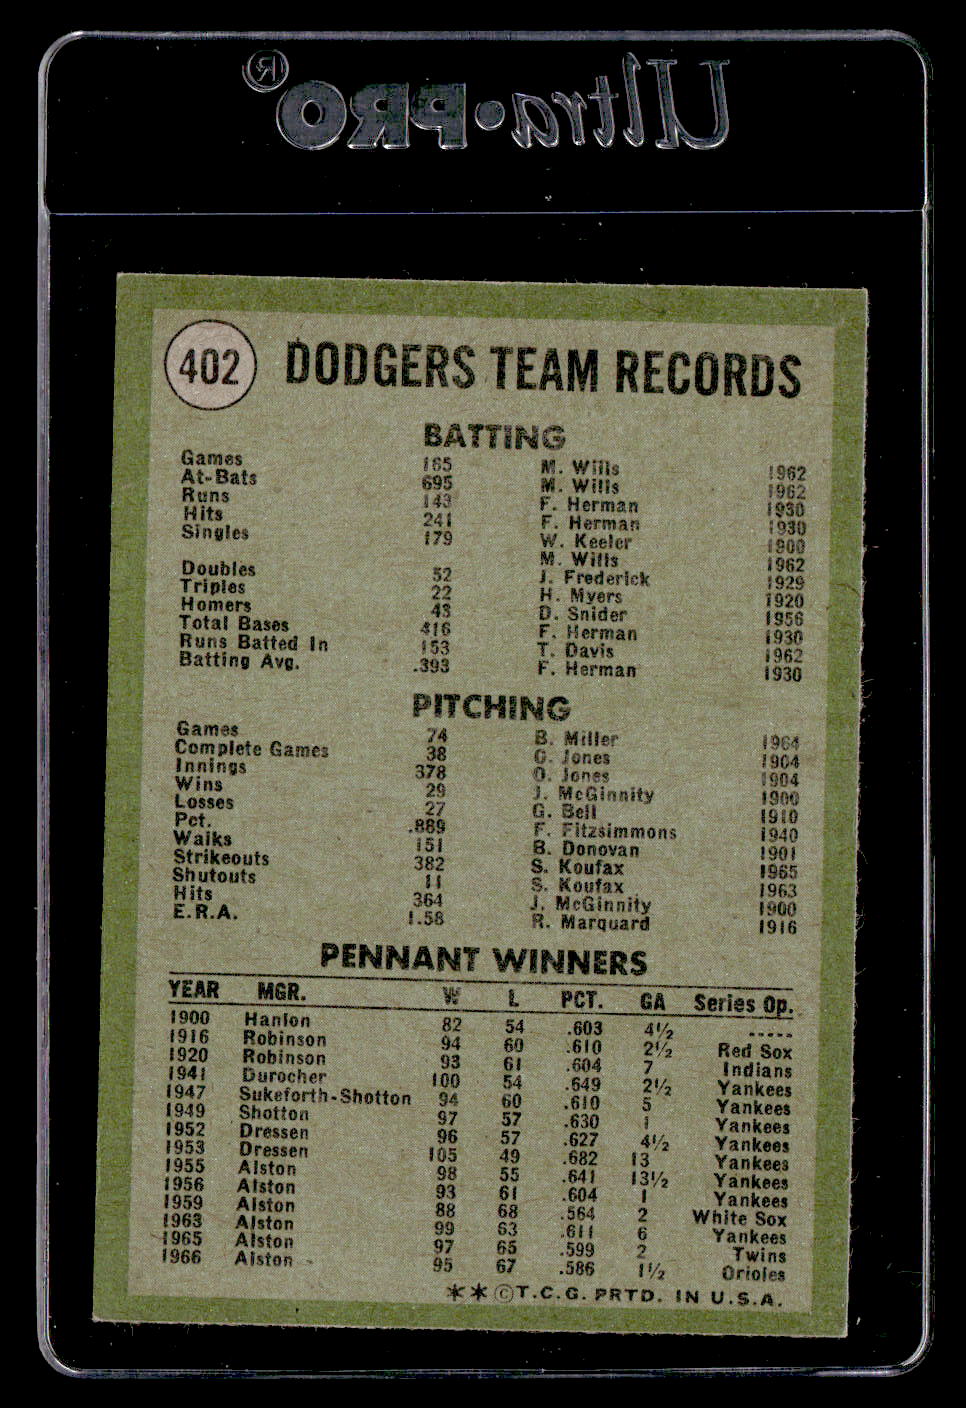 Ultra•PRO®
402 DODGERS TEAM RECORDS
BATTING
Games 165 M. Wills 1962
At-Bats 695 M. Wills 1962
Runs 143 F. Herman 1930
Hits 241 F. Herman 1930
Singles 179 W. Keeler 1900
M. Wills 1962
Doubles 52 J. Frederick 1929
Triples 22 H. Myers 1920
Homers 43 D. Snider 1956
Total Bases 416 F. Herman 1930
Runs Batted In 153 T. Davis 1962
Batting Avg. .393 F. Herman 1930
PITCHING
Games 74 B. Miller 1964
Complete Games 38 O. Jones 1904
Innings 378 O. Jones 1904
Wins 29 J. McGinnity 1900
Losses 27 G. Bell 1910
Pct. .889 F. Fitzsimmons 1940
Walks 151 B. Donovan 1901
Strikeouts 382 S. Koufax 1965
Shutouts 11 S. Koufax 1963
Hits 364 J. McGinnity 1900
E.R.A. 1.58 R. Marquard 1916
PENNANT WINNERS
YEAR MGR. W L PCT. GA Series Op.
1900 Hanlon 82 54 .603 4½ -----
1916 Robinson 94 60 .610 2½ Red Sox
1920 Robinson 93 61 .604 7 Indians
1941 Durocher 100 54 .649 2½ Yankees
1947 Sukeforth-Shotton 94 60 .610 5 Yankees
1949 Shotton 97 57 .630 1 Yankees
1952 Dressen 96 57 .627 4½ Yankees
1953 Dressen 105 49 .682 13 Yankees
1955 Alston 98 55 .641 13½ Yankees
1956 Alston 93 61 .604 1 Yankees
1959 Alston 88 68 .564 2 White Sox
1963 Alston 99 63 .611 6 Yankees
1965 Alston 97 65 .599 2 Twins
1966 Alston 95 67 .586 1½ Orioles
**©T.C.G. PRTD. IN U.S.A.